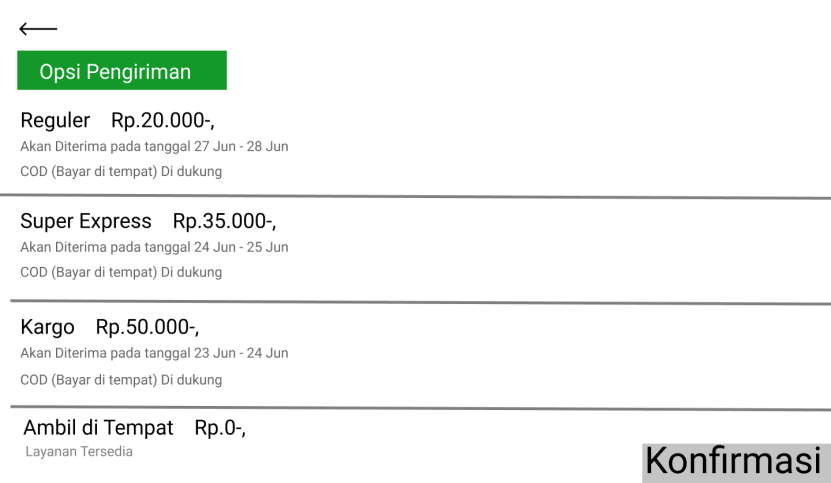 Opsi Pengiriman
Reguler Rp.20.000-,
Akan Diterima pada tanggal 27 Jun - 28 Jun
COD (Bayar di tempat) Di dukung
Super Express Rp.35.000-,
Akan Diterima pada tanggal 24 Jun - 25 Jun
COD (Bayar di tempat) Di dukung
Kargo Rp.50.000-,
Akan Diterima pada tanggal 23 Jun - 24 Jun
COD (Bayar di tempat) Di dukung
Ambil di Tempat Rp.0-,
Layanan Tersedia
Konfirmasi